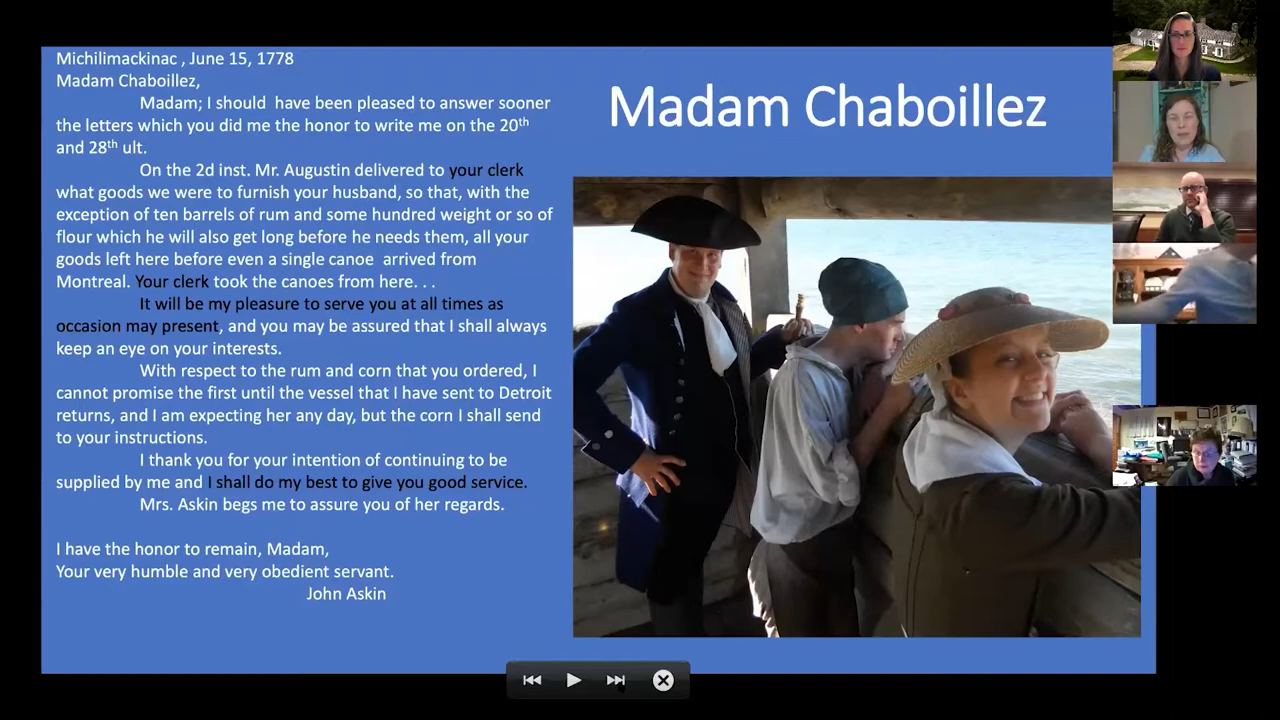 Michilimackinac , June 15, 1778
Madam Chaboillez,
Madam; I should have been pleased to answer sooner
the letters which you did me the honor to write me on the 20th
and 28th ult.
On the 2d inst. Mr. Augustin delivered to your clerk
what goods we were to furnish your husband, so that, with the
exception of ten barrels of rum and some hundred weight or so of
flour which he will also get long before he needs them, all your
goods left here before even a single canoe arrived from
Montreal. Your clerk took the canoes from here. . .
It will be my pleasure to serve you at all times as
occasion may present, and you may be assured that I shall always
keep an eye on your interests.
With respect to the rum and corn that you ordered, I
cannot promise the first until the vessel that I have sent to Detroit
returns, and I am expecting her any day, but the corn I shall send
to your instructions.
I thank you for your intention of continuing to be
supplied by me and I shall do my best to give you good service.
Mrs. Askin begs me to assure you of her regards.
I have the honor to remain, Madam,
Your very humble and very obedient servant.
John Askin
Madam Chaboillez